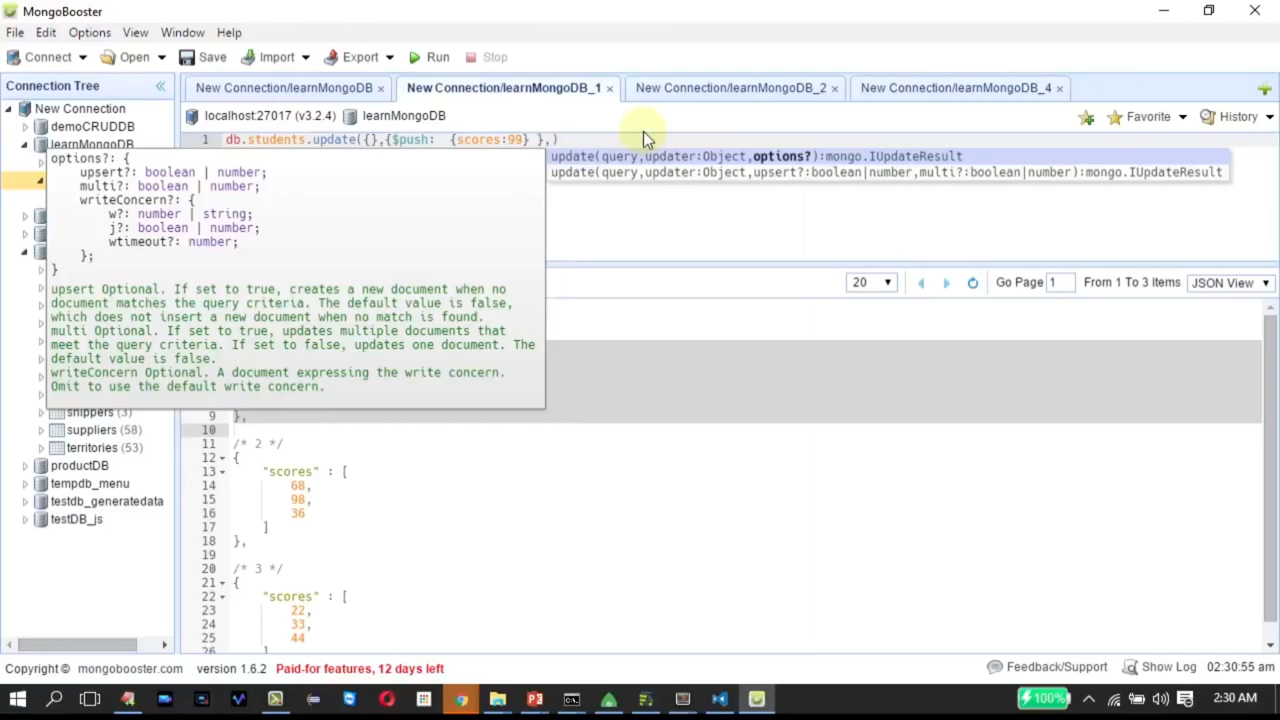 MongoBooster
File Edit Options View Window Help
Connect Open Save Import Export Run Stop
Connection Tree
New Connection/learnMongoDB × New Connection/learnMongoDB_1 × New Connection/learnMongoDB_2 × New Connection/learnMongoDB_4 ×
New Connection
demoCRUDDB
learnMongoDB
localhost:27017 (v3.2.4) learnMongoDB
Favorite History
1 db.students.update({},{$push: {scores:99} },)
update(query,updater:Object,options?):mongo.IUpdateResult
update(query,updater:Object,upsert?:boolean|number,multi?:boolean|number):mongo.IUpdateResult
options?: {
upsert?: boolean | number;
multi?: boolean | number;
writeConcern?: {
w?: number | string;
j?: boolean | number;
wtimeout?: number;
};
}
upsert Optional. If set to true, creates a new document when no
document matches the query criteria. The default value is false,
which does not insert a new document when no match is found.
multi Optional. If set to true, updates multiple documents that
meet the query criteria. If set to false, updates one document. The
default value is false.
writeConcern Optional. A document expressing the write concern.
Omit to use the default write concern.
20 Go Page 1 From 1 To 3 Items JSON View
shippers (3)
suppliers (58)
territories (53)
productDB
tempdb_menu
testdb_generatedata
testDB_js
9 },
10
11 /* 2 */
12 {
13 "scores" : [
14 68,
15 98,
16 36
17 ]
18 },
19
20 /* 3 */
21 {
22 "scores" : [
23 22,
24 33,
25 44
]
Copyright © mongobooster.com version 1.6.2 Paid-for features, 12 days left
Feedback/Support Show Log 02:30:55 am
100% 2:30 AM